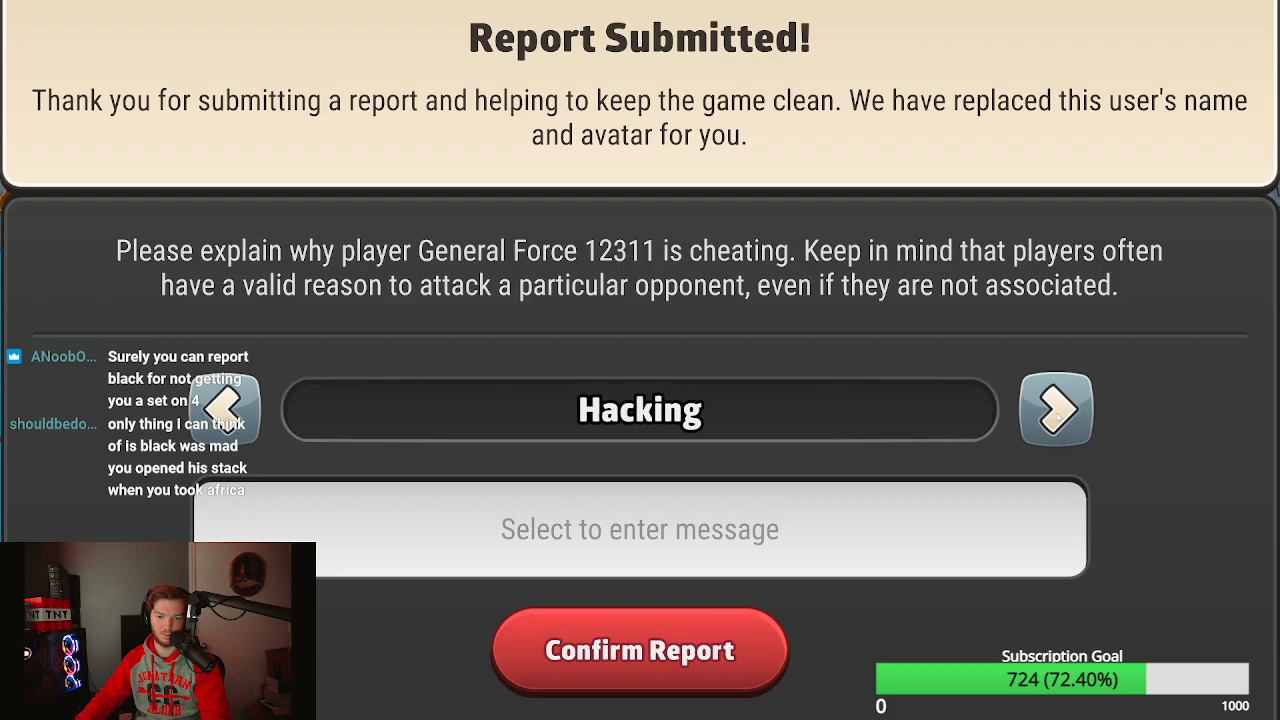 Report Submitted!
Thank you for submitting a report and helping to keep the game clean. We have replaced this user's name
and avatar for you.
Please explain why player General Force 12311 is cheating. Keep in mind that players often
have a valid reason to attack a particular opponent, even if they are not associated.
ANoobO... Surely you can report
black for not getting
you a set on 4
shouldbedo... only thing I can think
of is black was mad
you opened his stack
when you took africa
Hacking
Select to enter message
Confirm Report
Subscription Goal
724 (72.40%)
0 1000
NT TNT
JONATHAN